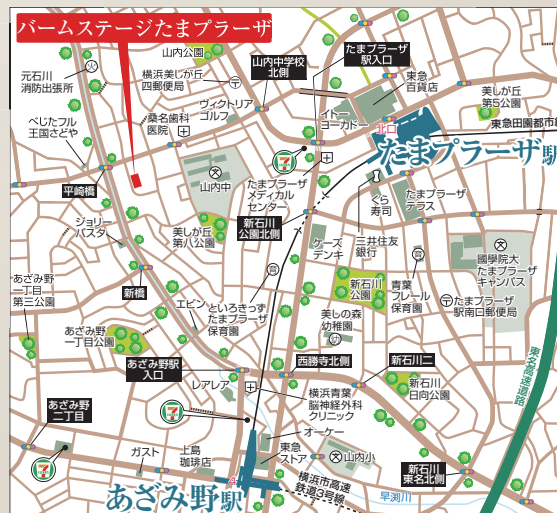 バームステージたまプラーザ
元石川
消防出張所
山内公園
横浜美しが丘
四郵便局
山内中学校
北側
たまプラーザ
駅入口
東急
百貨店
美しが丘
第5公園
べじたフル
王国さどや
桑名歯科
医院
ヴィクトリア
ゴルフ
イトー
ヨーカドー
北口
東急田園都市線
たまプラーザ駅
平崎橋
山内中
たまプラーザ
メディカル
センター
くら
寿司
たまプラーザ
テラス
ジョリー
パスタ
美しが丘
第八公園
新石川
公園北側
ケーズ
デンキ
三井住友
銀行
國學院大
たまプラーザ
キャンパス
あざみ野
一丁目
第三公園
新橋
エピン
といろきっず
たまプラーザ
保育園
新石川
公園
青葉
フレール
保育園
たまプラーザ
駅南日郵便局
あざみ野
一丁目公園
美しの森
幼稚園
東名高速道路
あざみ野駅
入口
西勝寺北側
新石川二
レアレア
横浜青葉
脳神経外科
クリニック
新石川
日向公園
あざみ野
二丁目
オーケー
ガスト
上島
珈琲店
東急
ストア
山内小
新石川
東名北側
4
あざみ野駅
横浜市高速
鉄道3号線
早渕川